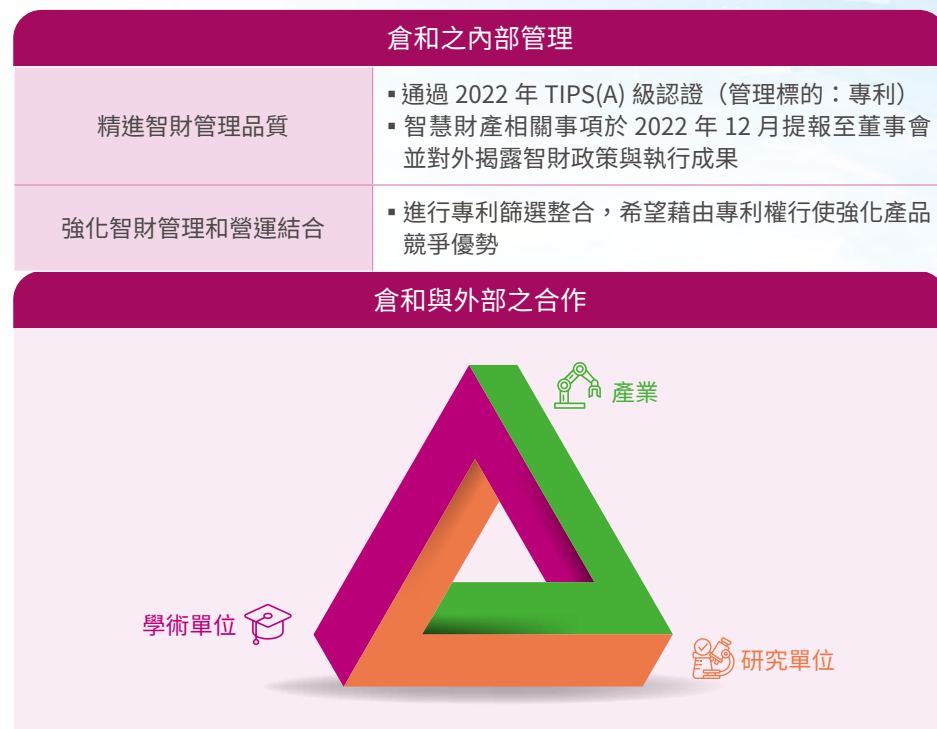 倉和之內部管理
精進智財管理品質
▪ 通過 2022 年 TIPS(A) 級認證（管理標的：專利）
▪ 智慧財產相關事項於 2022 年 12 月提報至董事會
並對外揭露智財政策與執行成果
強化智財管理和營運結合
▪ 進行專利篩選整合，希望藉由專利權行使強化產品
競爭優勢
倉和與外部之合作
產業
學術單位
研究單位